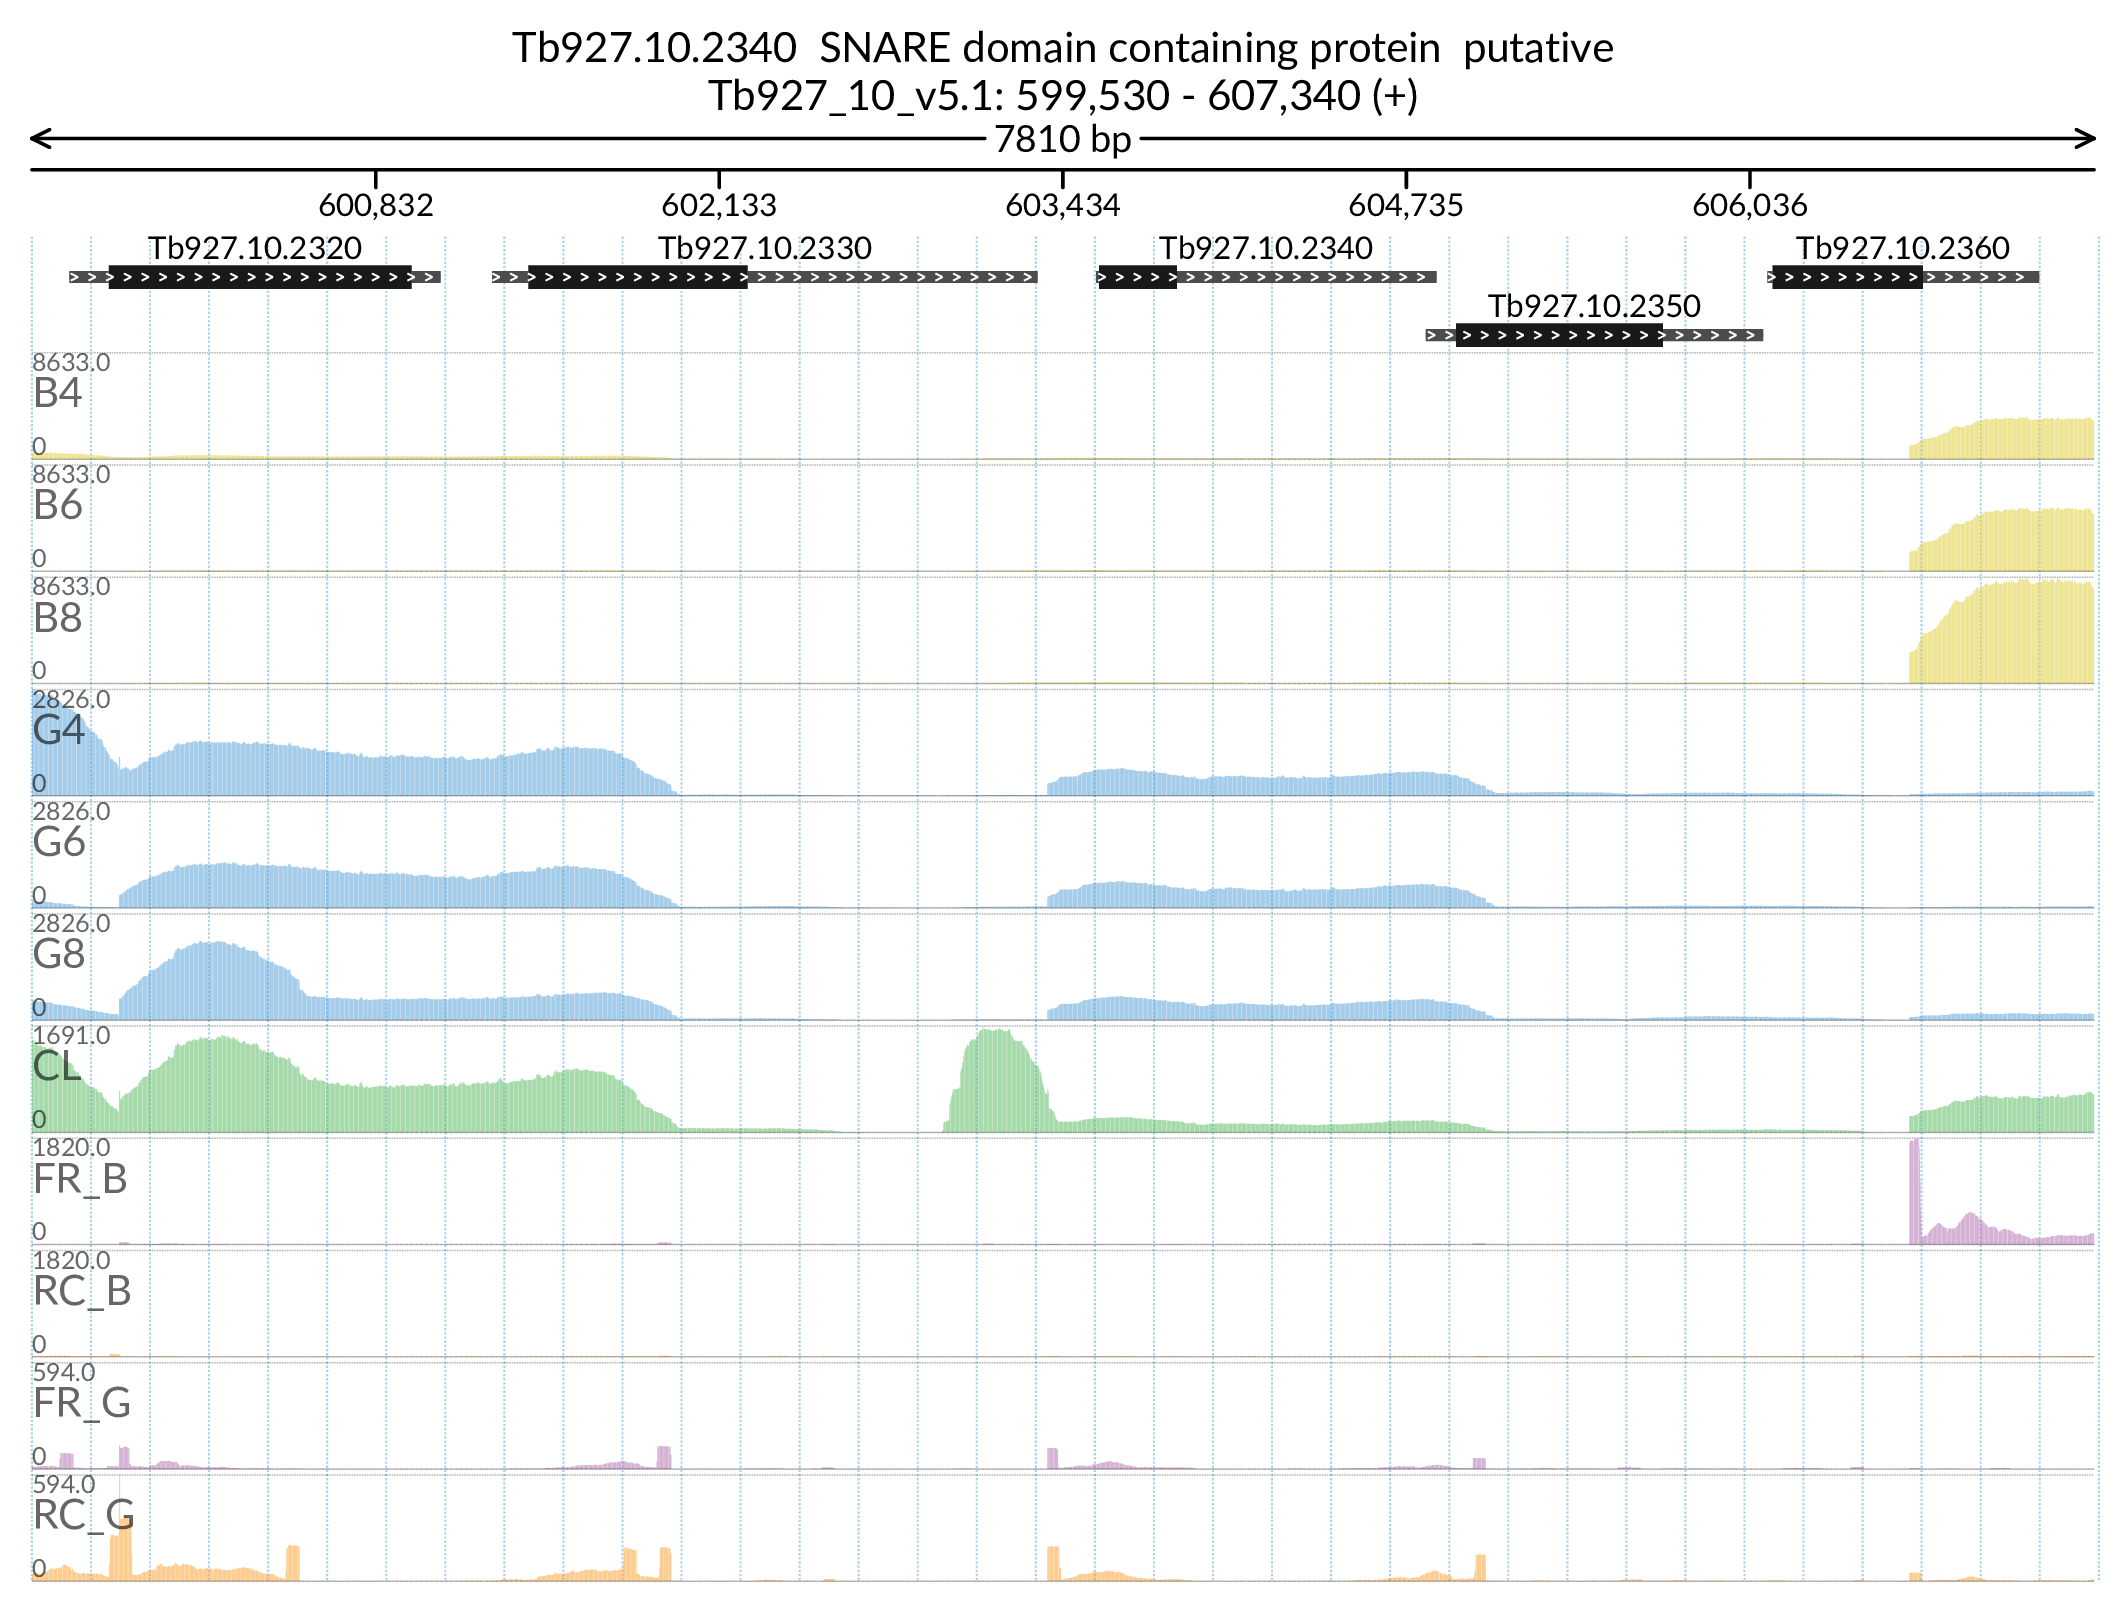 Tb927.10.2340 SNARE domain containing protein putative
Tb927_10_v5.1: 599,530 - 607,340 (+)
7810 bp
600,832 602,133 603,434 604,735 606,036
Tb927.10.2320 Tb927.10.2330 Tb927.10.2340 Tb927.10.2360
Tb927.10.2350
8633.0
B4
0
8633.0
B6
0
8633.0
B8
0
2826.0
G4
0
2826.0
G6
0
2826.0
G8
0
1691.0
CL
0
1820.0
FR_B
0
1820.0
RC_B
0
594.0
FR_G
0
594.0
RC_G
0